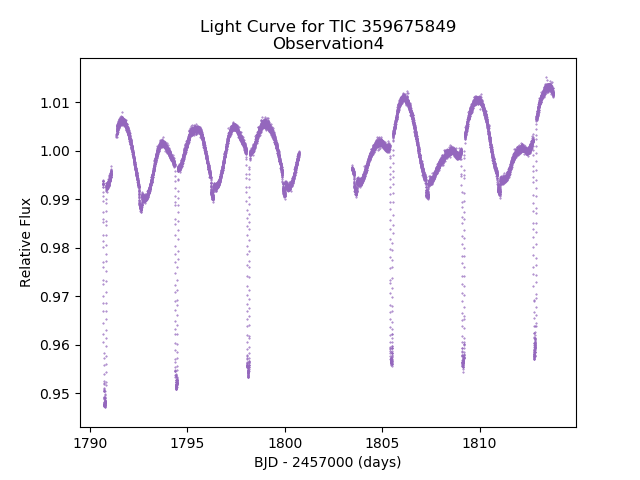 Light Curve for TIC 359675849
Observation4
1.01
1.00
0.99
0.98
0.97
0.96
0.95
Relative Flux
1790 1795 1800 1805 1810
BJD - 2457000 (days)